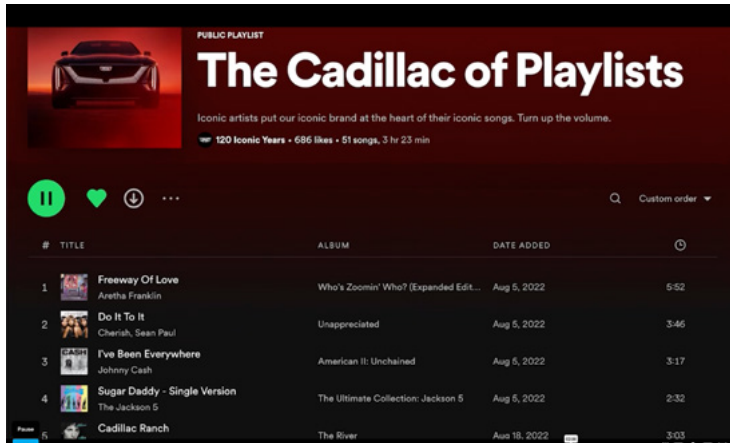 PUBLIC PLAYLIST
The Cadillac of Playlists
Iconic artists put our iconic brand at the heart of their iconic songs. Turn up the volume.
120 Iconic Years • 686 likes • 51 songs, 3 hr 23 min
Custom order
# TITLE ALBUM DATE ADDED
1 Freeway Of Love Who's Zoomin' Who? (Expanded Edit... Aug 5, 2022 5:52
Aretha Franklin
2 Do It To It Unappreciated Aug 5, 2022 3:46
Cherish, Sean Paul
CASH
3 I've Been Everywhere American II: Unchained Aug 5, 2022 3:17
Johnny Cash
4 Sugar Daddy - Single Version The Ultimate Collection: Jackson 5 Aug 5, 2022 2:32
The Jackson 5
Pause
5 Cadillac Ranch The River Aug 18, 2022 3:03